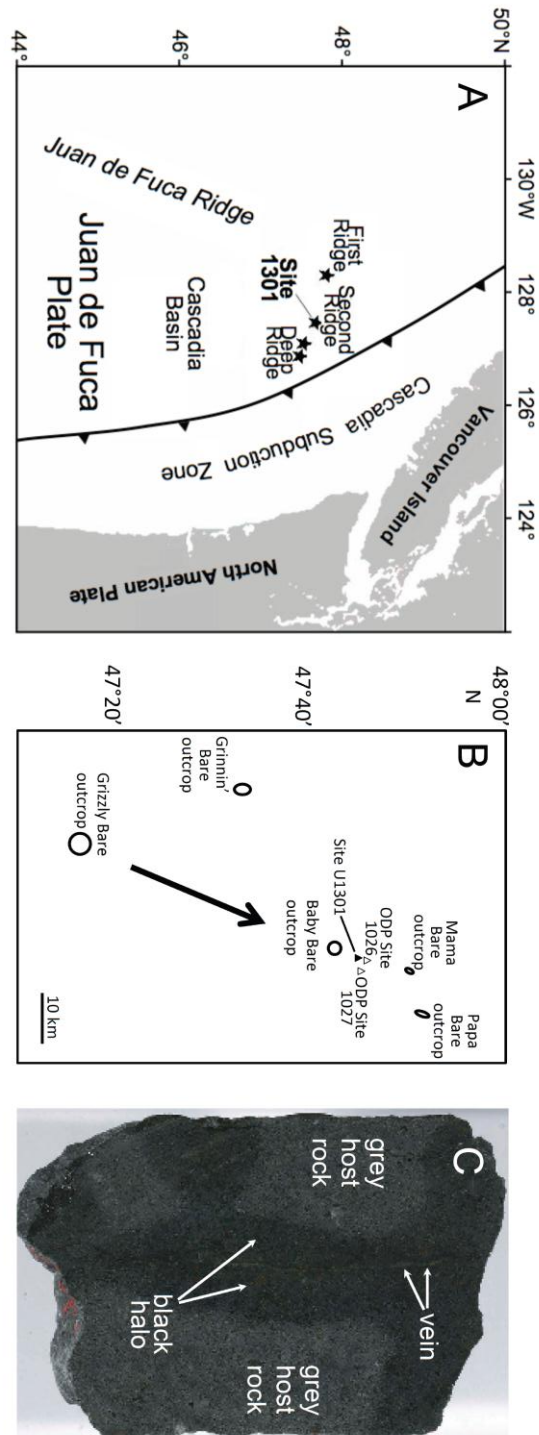 A
50°N
48°
46°
44°
130°W
128°
126°
124°
Juan de Fuca Ridge
First
Ridge
Second
Ridge
Site
1301
Deep
Ridge
Cascadia
Basin
Juan de Fuca
Plate
Cascadia Subduction Zone
Vancouver Island
North American Plate
B
48°00'
N
47°40'
47°20'
Mama
Bare
outcrop
Papa
Bare
outcrop
ODP Site
1026
ODP Site
1027
Site U1301
Baby Bare
outcrop
Grinnin'
Bare
outcrop
Grizzly Bare
outcrop
10 km
C
vein
grey
host
rock
grey
host
rock
black
halo